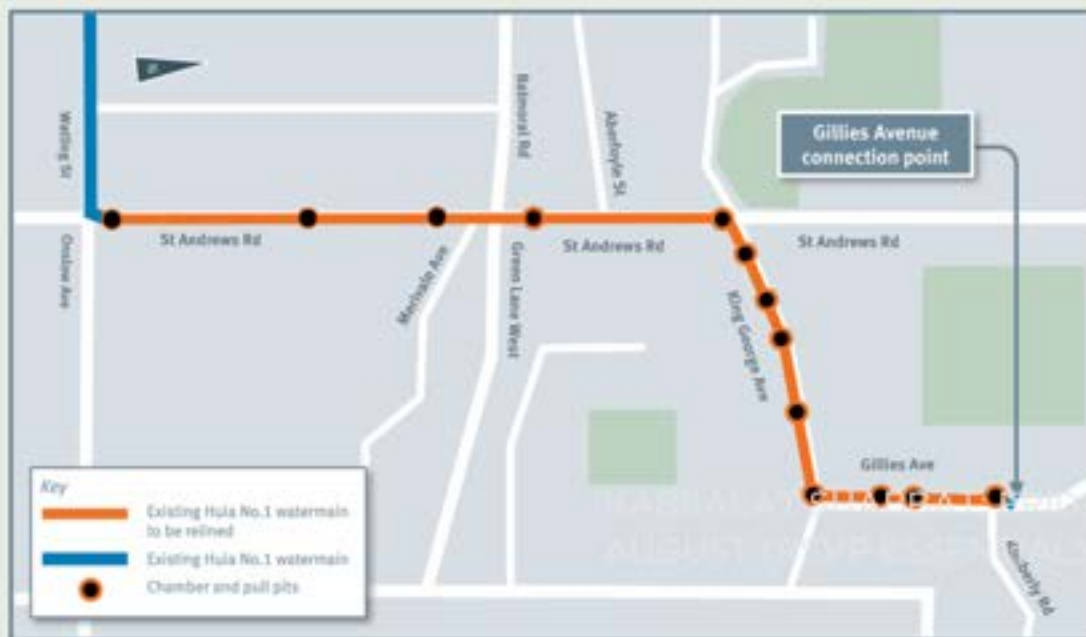 Watling St
Onslow Ave
Balmoral Rd
Aberfoyle St
Gillies Avenue
connection point
St Andrews Rd
St Andrews Rd
St Andrews Rd
Merivale Ave
Green Lane West
King George Ave
Gillies Ave
Kimberly Rd
Key
Existing Huia No.1 watermain
to be relined
Existing Huia No.1 watermain
Chamber and pull pits